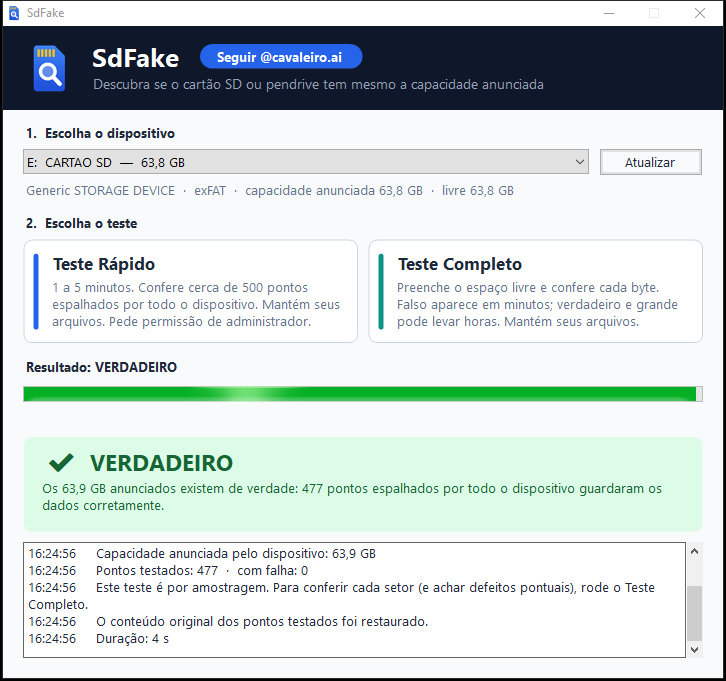 SdFake
SdFake
Seguir @cavaleiro.ai
Descubra se o cartão SD ou pendrive tem mesmo a capacidade anunciada
1. Escolha o dispositivo
E: CARTAO SD — 63,8 GB
Atualizar
Generic STORAGE DEVICE · exFAT · capacidade anunciada 63,8 GB · livre 63,8 GB
2. Escolha o teste
Teste Rápido
1 a 5 minutos. Confere cerca de 500 pontos
espalhados por todo o dispositivo. Mantém seus
arquivos. Pede permissão de administrador.
Teste Completo
Preenche o espaço livre e confere cada byte.
Falso aparece em minutos; verdadeiro e grande
pode levar horas. Mantém seus arquivos.
Resultado: VERDADEIRO
VERDADEIRO
Os 63,9 GB anunciados existem de verdade: 477 pontos espalhados por todo o dispositivo guardaram os
dados corretamente.
16:24:56 Capacidade anunciada pelo dispositivo: 63,9 GB
16:24:56 Pontos testados: 477 · com falha: 0
16:24:56 Este teste é por amostragem. Para conferir cada setor (e achar defeitos pontuais), rode o Teste
Completo.
16:24:56 O conteúdo original dos pontos testados foi restaurado.
16:24:56 Duração: 4 s